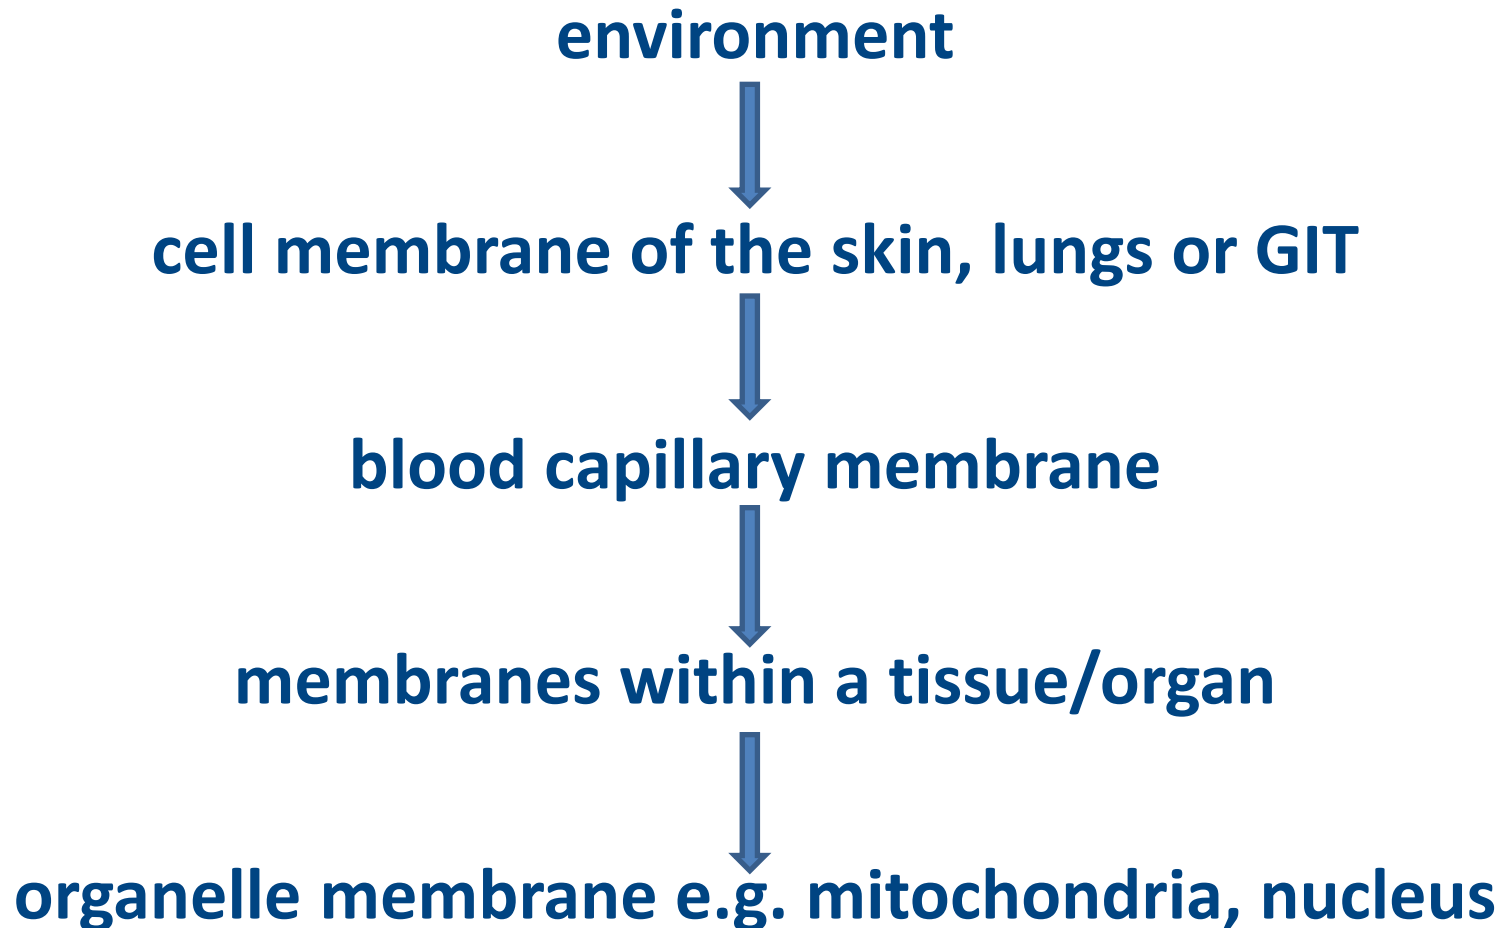 environment
cell membrane of the skin, lungs or GIT
blood capillary membrane
membranes within a tissue/organ
organelle membrane e.g. mitochondria, nucleus